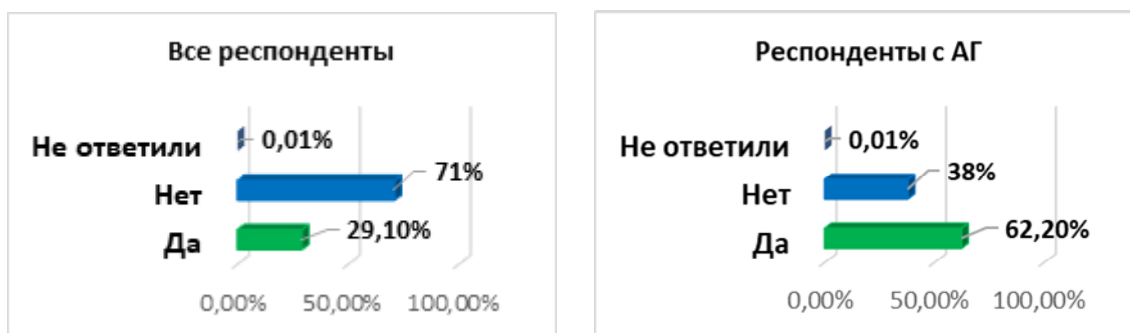 Все респонденты
Не ответили
0,01%
Нет
71%
Да
29,10%
0,00% 50,00% 100,00%
Респонденты с АГ
Не ответили
0,01%
Нет
38%
Да
62,20%
0,00% 50,00% 100,00%